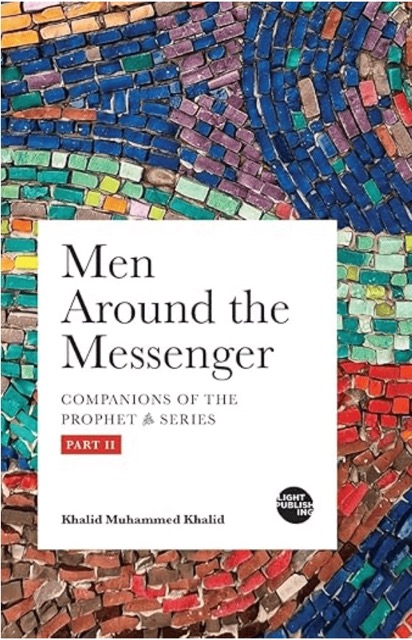 Men
Around the
Messenger
COMPANIONS OF THE
PROPHET ﷺ SERIES
PART II
LIGHT
PUBLISH
ING
Khalid Muhammed Khalid